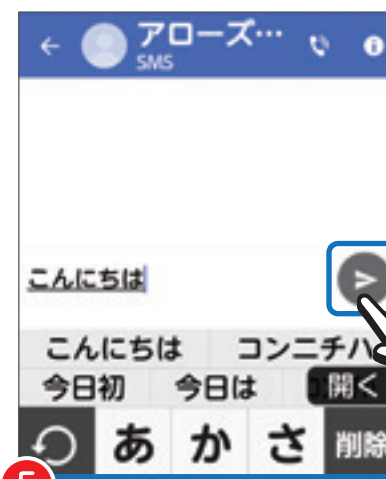 アローズ…
SMS
こんにちは
こんにちは コンニチハ
今日初 今日は 開く
あ か さ 削除
5